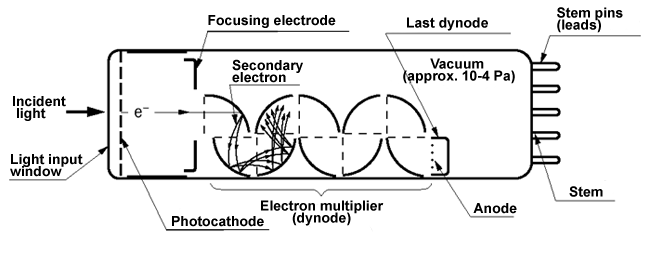 Focusing electrode
Last dynode
Stem pins
(leads)
Secondary
electron
Vacuum
(approx. 10-4 Pa)
Incident
light
e⁻
Light input
window
Photocathode
Electron multiplier
(dynode)
Anode
Stem